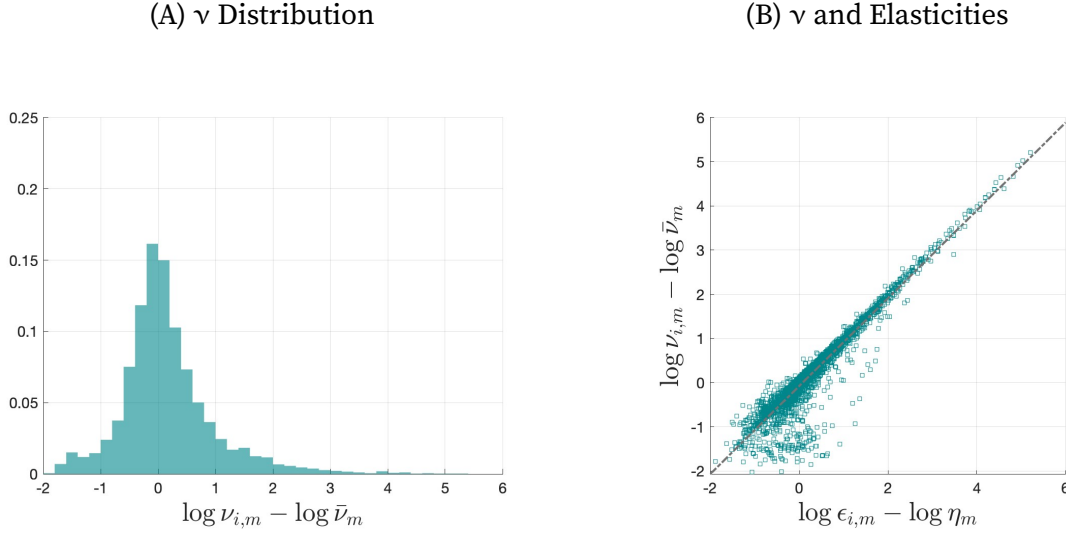 (A) ν Distribution
0.25
0.2
0.15
0.1
0.05
0
-2 -1 0 1 2 3 4 5 6
log ν_{i,m} − log ν̄_m
(B) ν and Elasticities
log ν_{i,m} − log ν̄_m
6
5
4
3
2
1
0
-1
-2
-2 0 2 4 6
log ϵ_{i,m} − log η_m